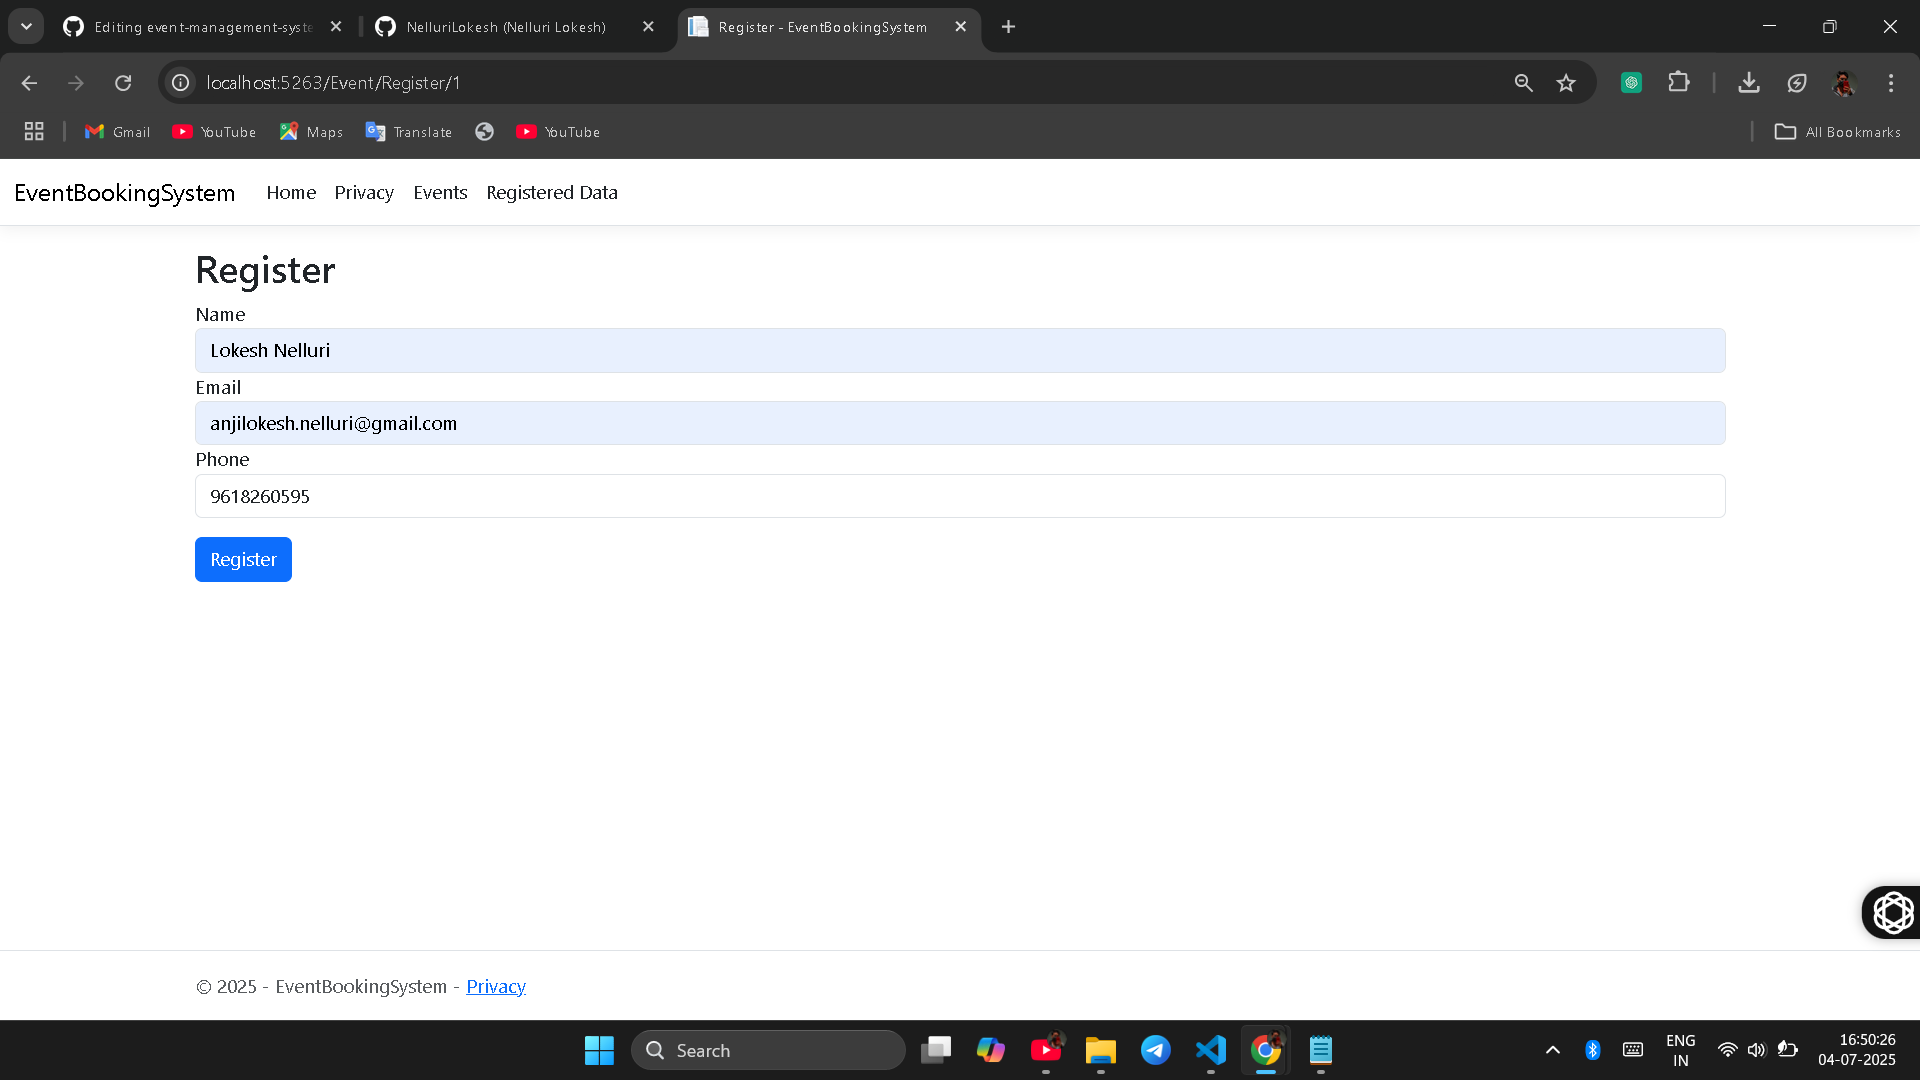 Editing event-management-syste
NelluriLokesh (Nelluri Lokesh)
Register - EventBookingSystem
localhost:5263/Event/Register/1
Gmail YouTube Maps Translate YouTube All Bookmarks
EventBookingSystem Home Privacy Events Registered Data
Register
Name
Lokesh Nelluri
Email
anjilokesh.nelluri@gmail.com
Phone
9618260595
Register
© 2025 - EventBookingSystem - Privacy
Search
ENG
IN
16:50:26
04-07-2025